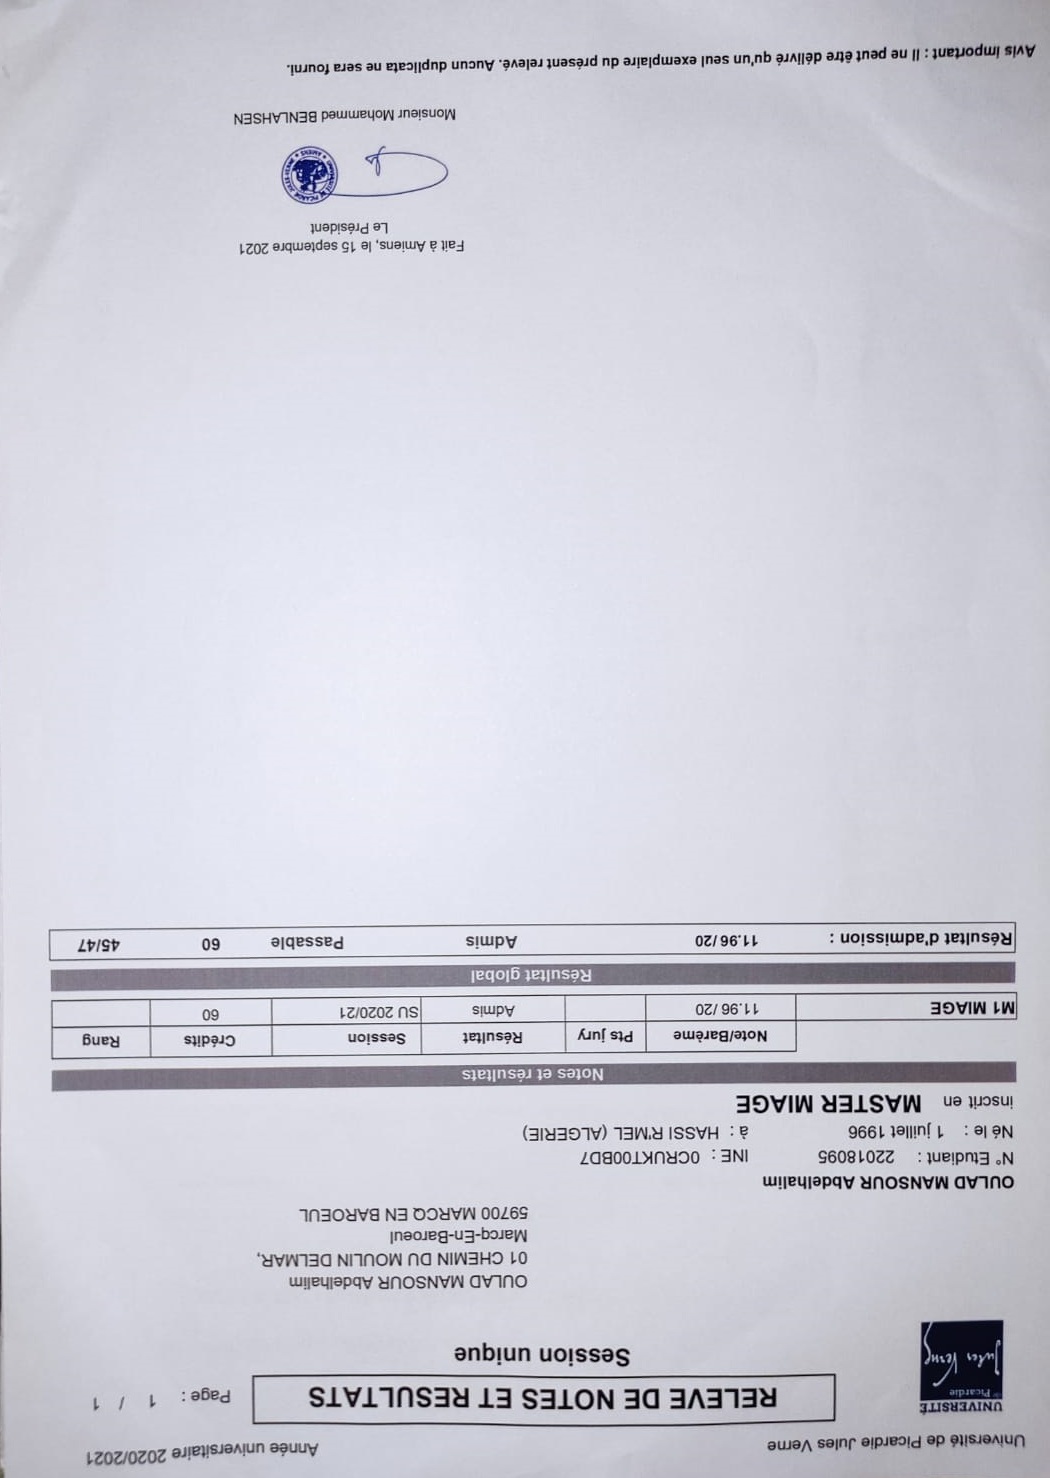 Université de Picardie Jules Verne
Année universitaire 2020/2021
UNIVERSITÉ
de Picardie
Jules Verne
RELEVE DE NOTES ET RESULTATS
Page : 1 / 1
Session unique
OULAD MANSOUR Abdelhalim
01 CHEMIN DU MOULIN DELMAR,
Marcq-En-Baroeul
59700 MARCQ EN BAROEUL
OULAD MANSOUR Abdelhalim
N° Etudiant : 22018095 INE : 0CRUKT00BD7
Né le : 1 juillet 1996 à : HASSI R'MEL (ALGERIE)
inscrit en MASTER MIAGE
Notes et résultats
Note/Barème Pts jury Résultat Session Crédits Rang
M1 MIAGE 11.96 /20 Admis SU 2020/21 60
Résultat global
Résultat d'admission : 11.96 /20 Admis Passable 60 45/47
Fait à Amiens, le 15 septembre 2021
Le Président
UNIVERSITÉ DE PICARDIE JULES VERNE
AMIENS
Monsieur Mohammed BENLAHSEN
Avis important : Il ne peut être délivré qu'un seul exemplaire du présent relevé. Aucun duplicata ne sera fourni.